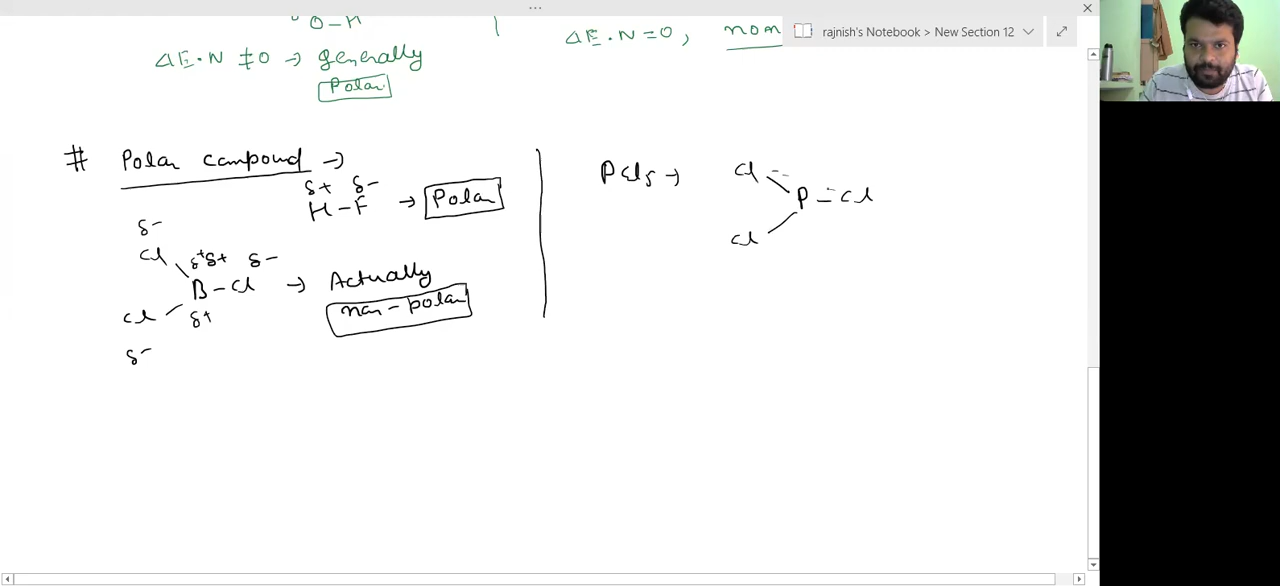 O-H
ΔE.N ≠ 0 → generally
Polar
ΔE.N = 0, non
rajnish's Notebook > New Section 12
# Polar compound →
δ+ δ-
H-F → Polar
δ-
Cl δ+δ+ δ-
B-Cl → Actually
non-polar
Cl δ+
δ-
PCl5 → Cl
P-Cl
Cl